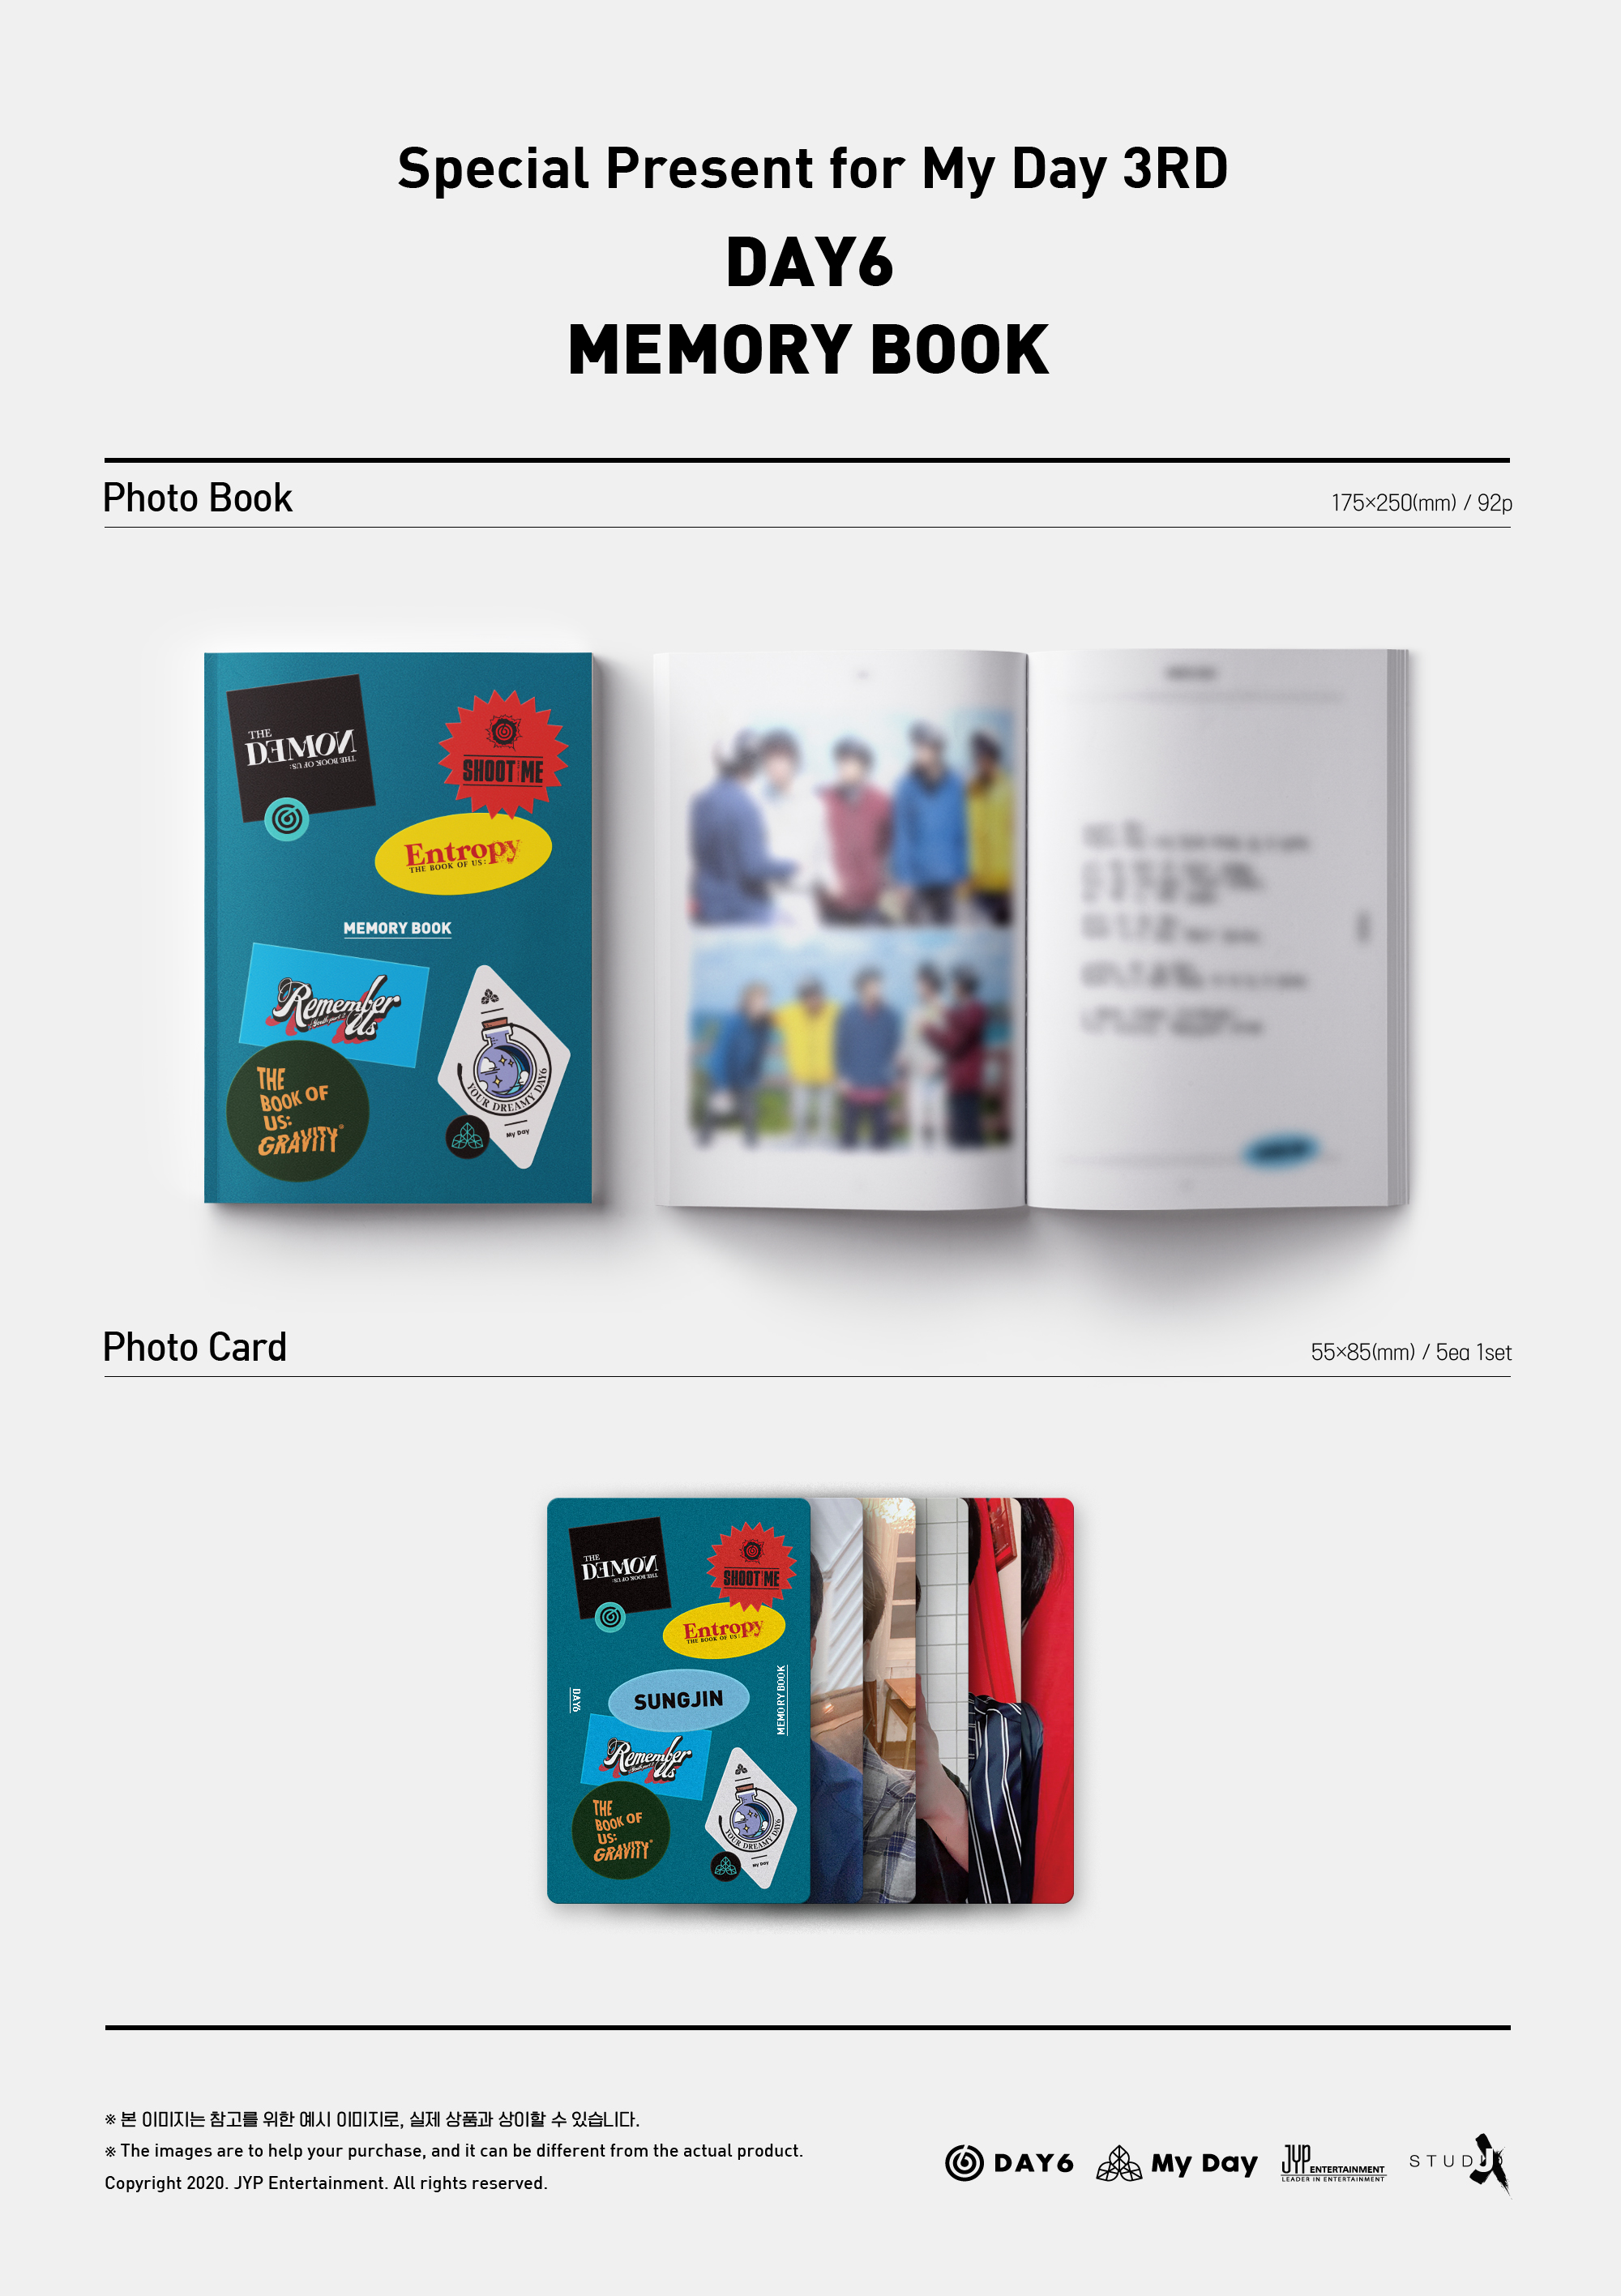 Special Present for My Day 3RD
DAY6
MEMORY BOOK
Photo Book
175×250(mm) / 92p
THE
DEMON
THE BOOK OF US:
SHOOT ME
Entropy
THE BOOK OF US:
MEMORY BOOK
Remember
Us
THE
BOOK OF
US:
GRAVITY
YOUR DREAMY DAY6
My Day
Photo Card
55×85(mm) / 5ea 1set
THE
DEMON
THE BOOK OF US:
SHOOT ME
Entropy
THE BOOK OF US:
SUNGJIN
DAY6
MEMORY BOOK
Remember
Us
THE
BOOK OF
US:
GRAVITY
YOUR DREAMY DAY6
My Day
※ 본 이미지는 참고를 위한 예시 이미지로, 실제 상품과 상이할 수 있습니다.
※ The images are to help your purchase, and it can be different from the actual product.
Copyright 2020. JYP Entertainment. All rights reserved.
DAY6
My Day
JYP ENTERTAINMENT
LEADER IN ENTERTAINMENT
STUDIO J